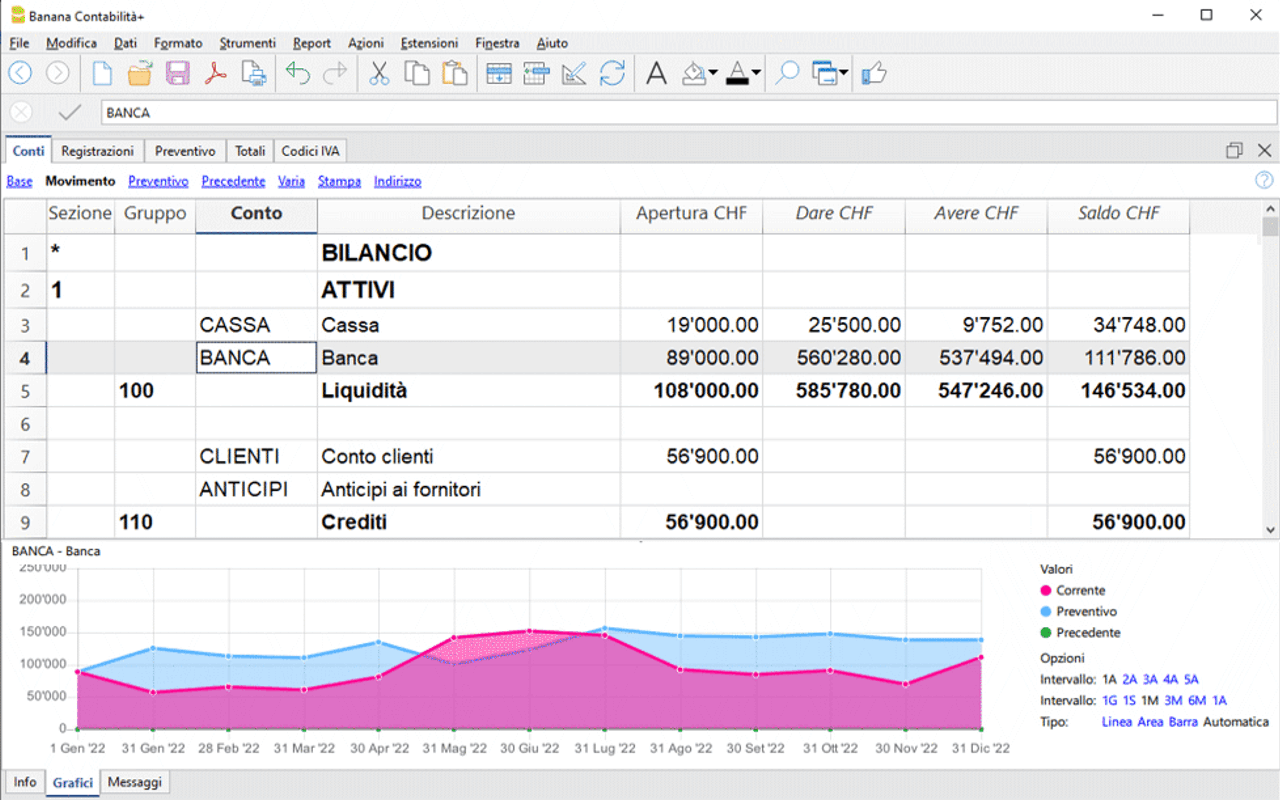 Banana Contabilità+
File Modifica Dati Formato Strumenti Report Azioni Estensioni Finestra Aiuto
BANCA
Conti Registrazioni Preventivo Totali Codici IVA
Base Movimento Preventivo Precedente Varia Stampa Indirizzo
Sezione Gruppo Conto Descrizione Apertura CHF Dare CHF Avere CHF Saldo CHF
1 * BILANCIO
2 1 ATTIVI
3 CASSA Cassa 19'000.00 25'500.00 9'752.00 34'748.00
4 BANCA Banca 89'000.00 560'280.00 537'494.00 111'786.00
5 100 Liquidità 108'000.00 585'780.00 547'246.00 146'534.00
6
7 CLIENTI Conto clienti 56'900.00 56'900.00
8 ANTICIPI Anticipi ai fornitori
9 110 Crediti 56'900.00 56'900.00
BANCA - Banca
250'000
200'000
150'000
100'000
50'000
0
1 Gen '22 31 Gen '22 28 Feb '22 31 Mar '22 30 Apr '22 31 Mag '22 30 Giu '22 31 Lug '22 31 Ago '22 30 Set '22 31 Ott '22 30 Nov '22 31 Dic '22
Valori
Corrente
Preventivo
Precedente
Opzioni
Intervallo: 1A 2A 3A 4A 5A
Intervallo: 1G 1S 1M 3M 6M 1A
Tipo: Linea Area Barra Automatica
Info Grafici Messaggi